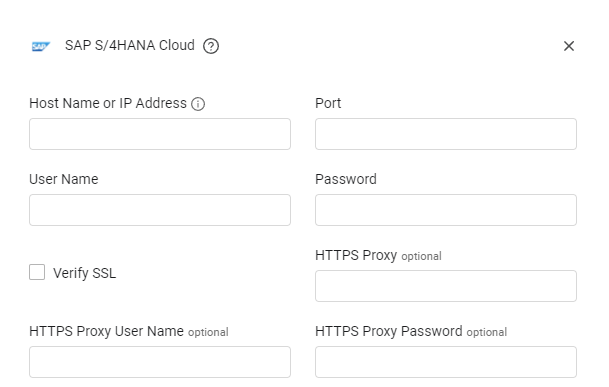 SAP SAP S/4HANA Cloud ?
Host Name or IP Address Port
User Name Password
HTTPS Proxy optional
Verify SSL
HTTPS Proxy User Name optional HTTPS Proxy Password optional